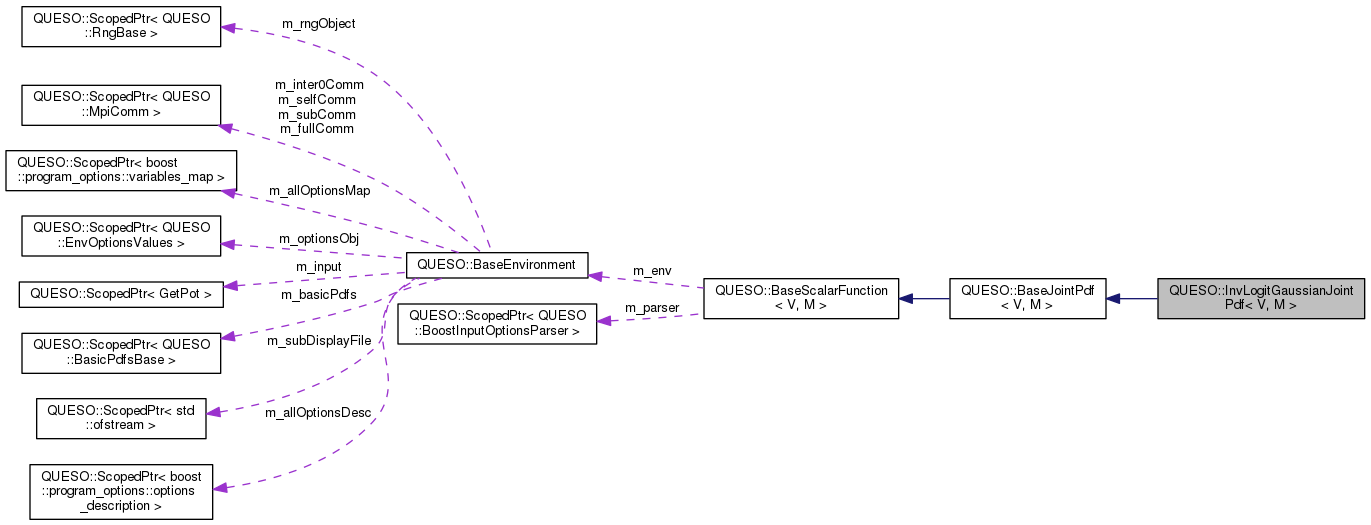 QUESO::ScopedPtr< QUESO
::RngBase >
m_rngObject
QUESO::ScopedPtr< QUESO
::MpiComm >
m_inter0Comm
m_selfComm
m_subComm
m_fullComm
QUESO::ScopedPtr< boost
::program_options::variables_map >
m_allOptionsMap
QUESO::ScopedPtr< QUESO
::EnvOptionsValues >
m_optionsObj
QUESO::ScopedPtr< GetPot >
m_input
QUESO::ScopedPtr< QUESO
::BasicPdfsBase >
m_basicPdfs
QUESO::ScopedPtr< std
::ofstream >
m_subDisplayFile
QUESO::ScopedPtr< boost
::program_options::options
_description >
m_allOptionsDesc
QUESO::BaseEnvironment
QUESO::ScopedPtr< QUESO
::BoostInputOptionsParser >
m_env
m_parser
QUESO::BaseScalarFunction
< V, M >
QUESO::BaseJointPdf
< V, M >
QUESO::InvLogitGaussianJoint
Pdf< V, M >